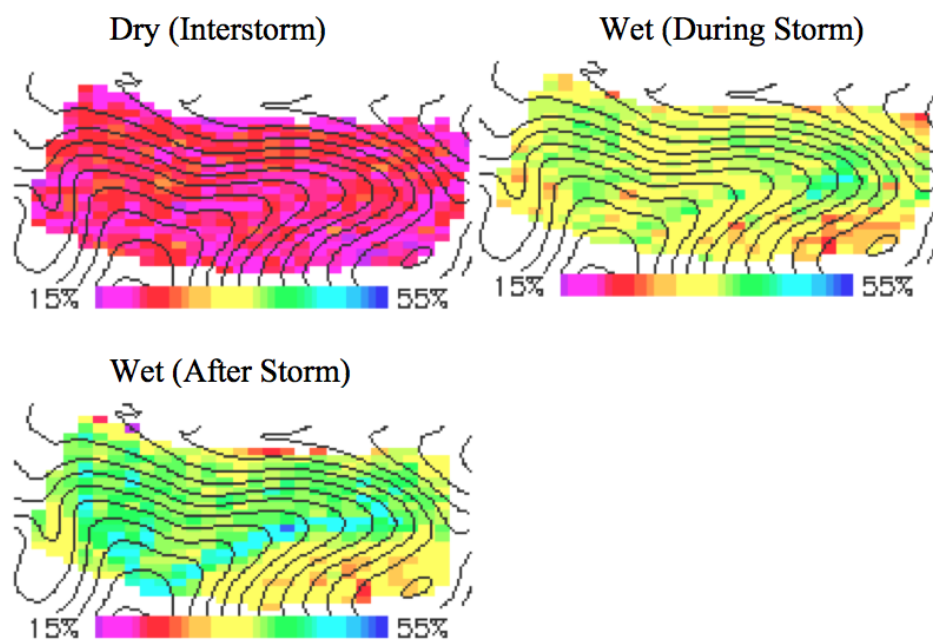 Dry (Interstorm)
Wet (During Storm)
15% 55%
15% 55%
Wet (After Storm)
15% 55%